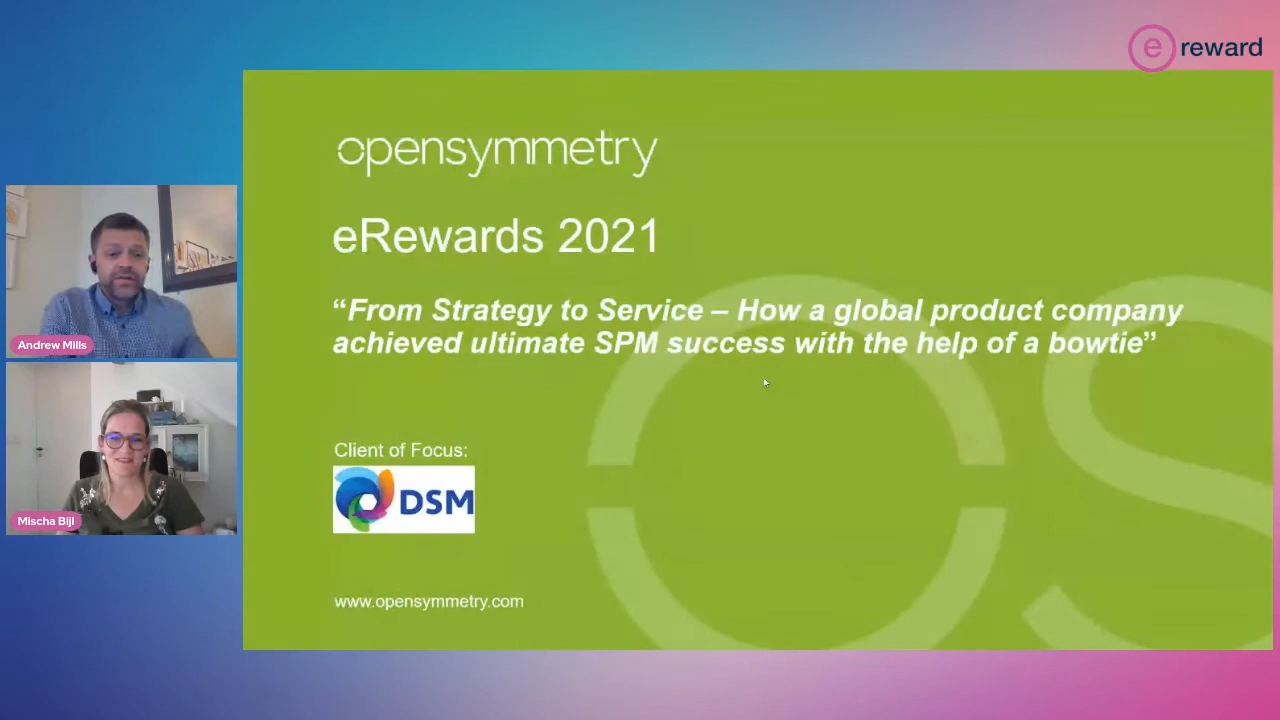 e reward
opensymmetry
eRewards 2021
“From Strategy to Service – How a global product company
achieved ultimate SPM success with the help of a bowtie”
Andrew Mills
Client of Focus:
DSM
Mischa Bijl
www.opensymmetry.com
OS